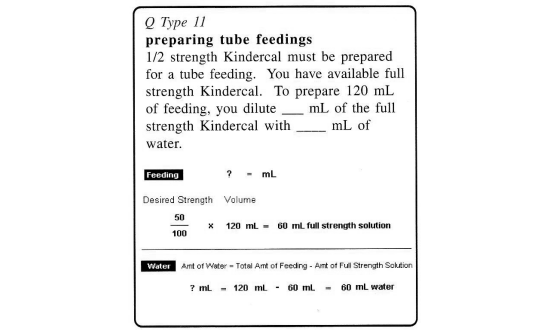 Q Type 11
preparing tube feedings
1/2 strength Kindercal must be prepared
for a tube feeding. You have available full
strength Kindercal. To prepare 120 mL
of feeding, you dilute ___ mL of the full
strength Kindercal with ____ mL of
water.
Feeding ? = mL
Desired Strength Volume
50
100
x 120 mL = 60 mL full strength solution
Water Amt of Water = Total Amt of Feeding - Amt of Full Strength Solution
? mL = 120 mL - 60 mL = 60 mL water